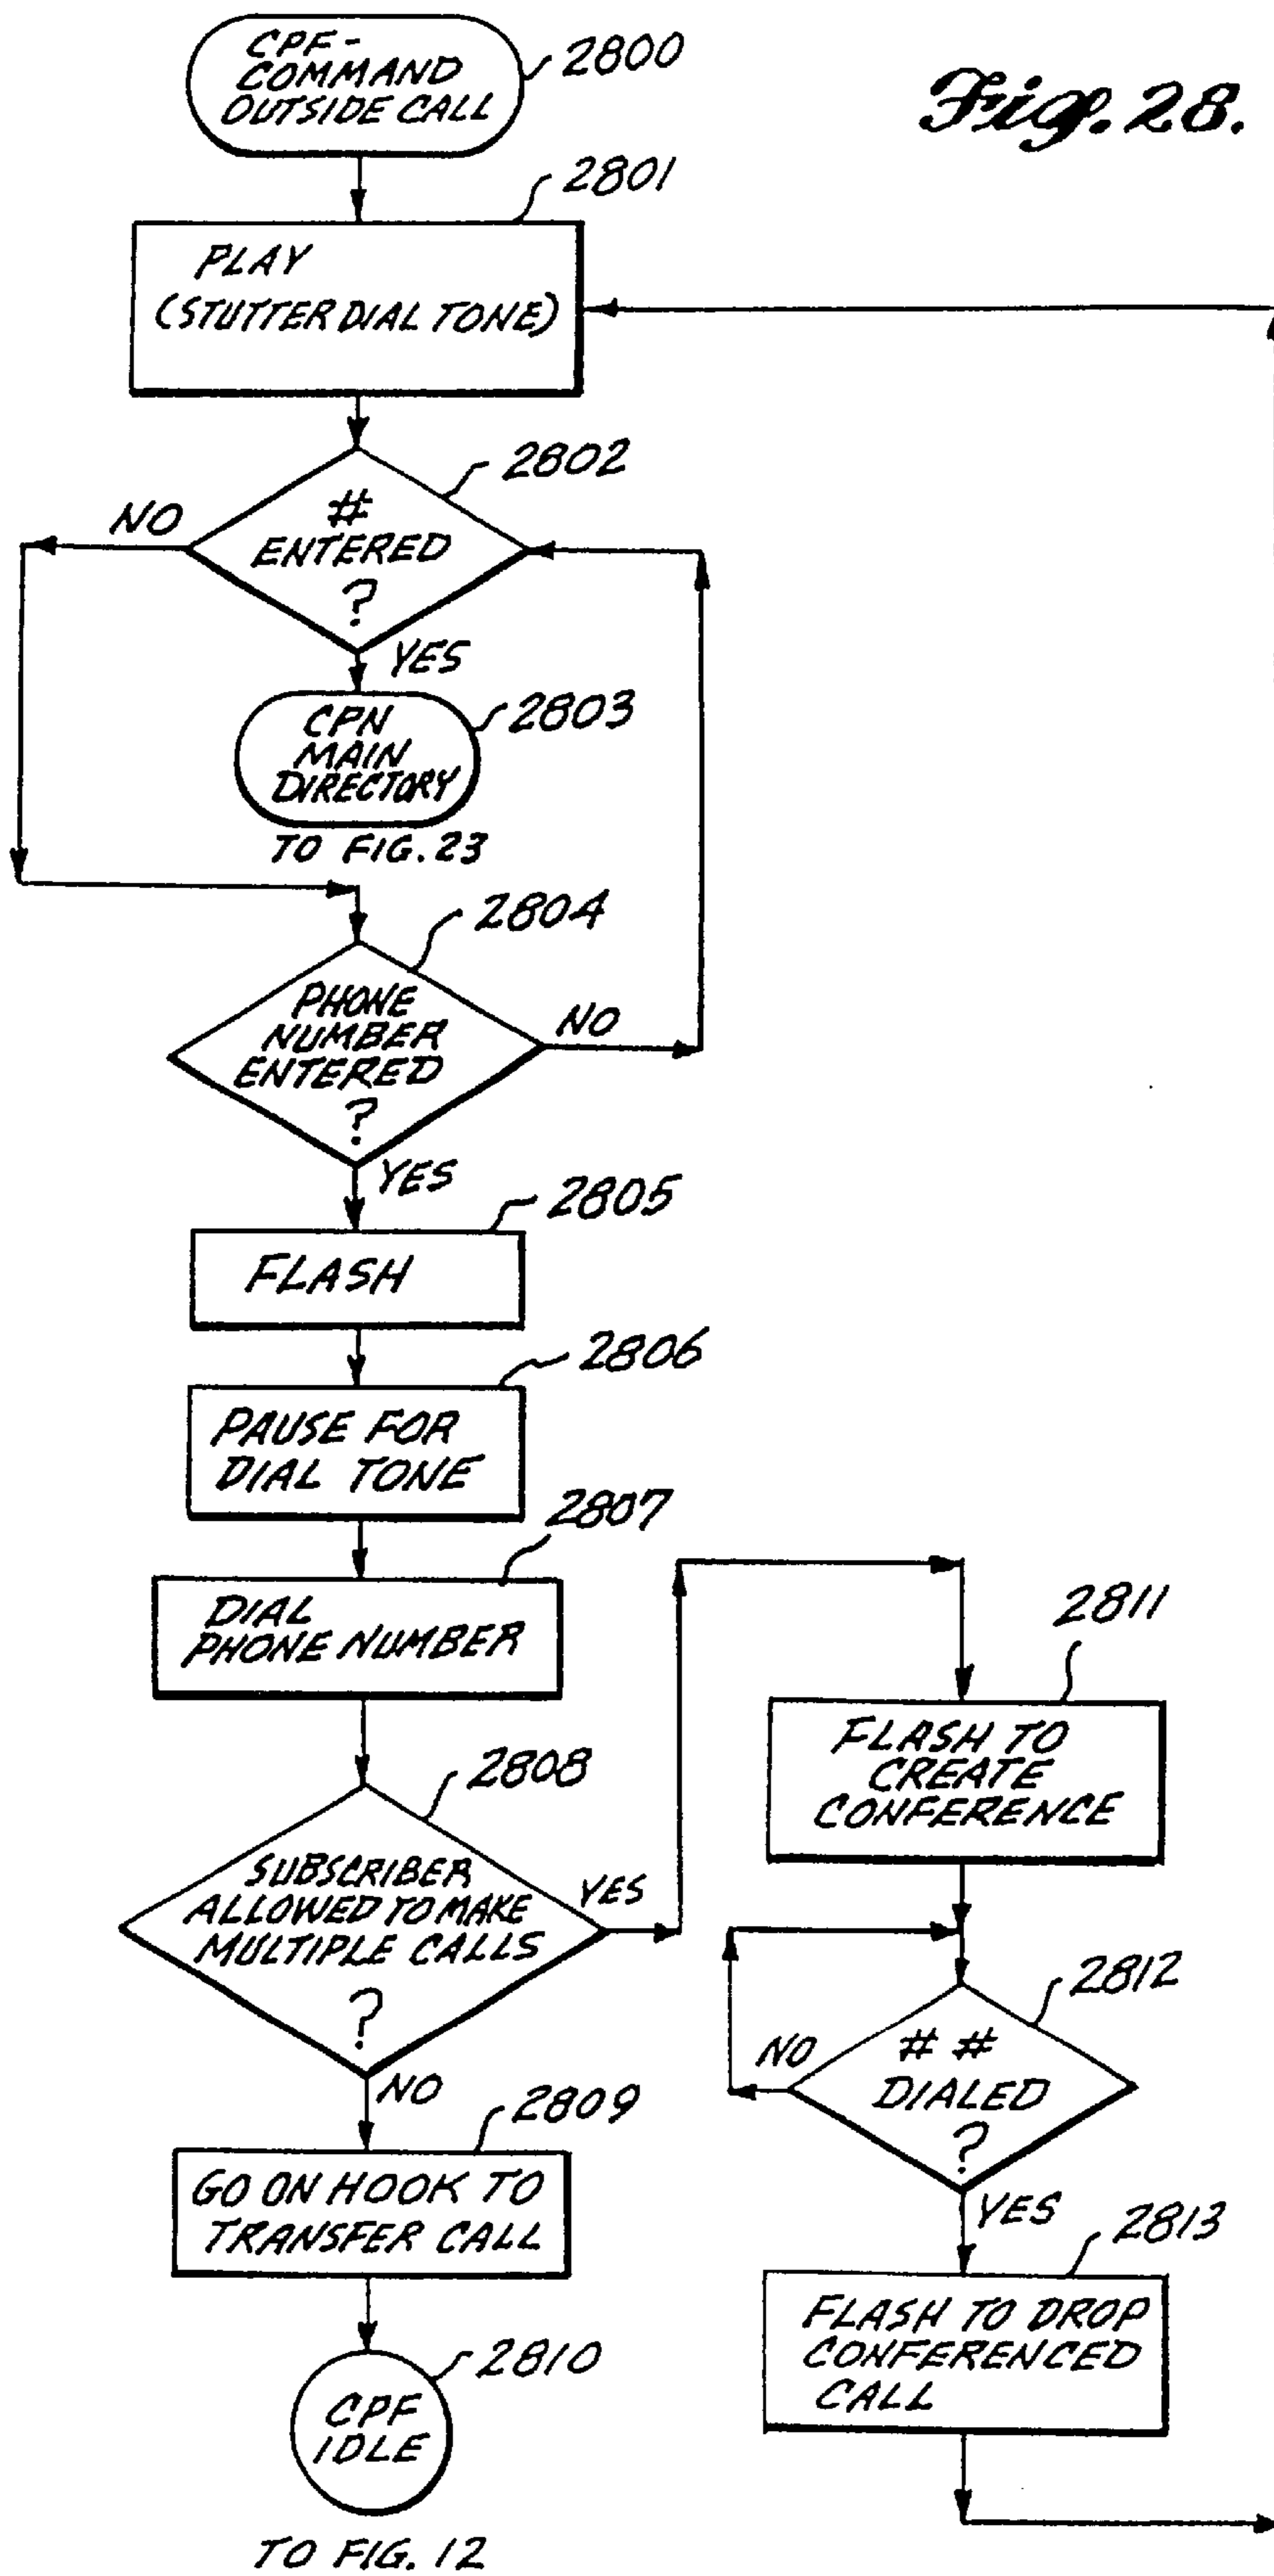 Fig. 28.
CPF-
COMMAND
OUTSIDE CALL
2800
2801
PLAY
(STUTTER DIAL TONE)
2802
#
ENTERED
?
NO
YES
2803
CPN
MAIN
DIRECTORY
TO FIG. 23
2804
PHONE
NUMBER
ENTERED
?
NO
YES
2805
FLASH
2806
PAUSE FOR
DIAL TONE
2807
DIAL
PHONE NUMBER
2808
SUBSCRIBER
ALLOWED TO MAKE
MULTIPLE CALLS
?
YES
NO
2809
GO ON HOOK TO
TRANSFER CALL
2810
CPF
IDLE
TO FIG. 12
2811
FLASH TO
CREATE
CONFERENCE
2812
# #
DIALED
?
NO
YES
2813
FLASH TO DROP
CONFERENCED
CALL